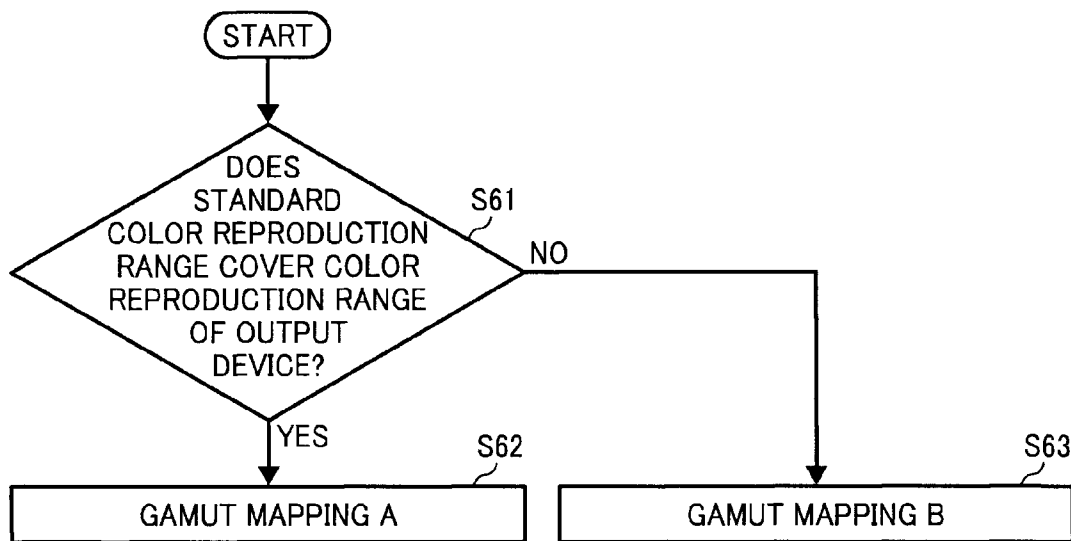 START
DOES
STANDARD
COLOR REPRODUCTION
RANGE COVER COLOR
REPRODUCTION RANGE
OF OUTPUT
DEVICE?
S61
NO
YES
S62
GAMUT MAPPING A
S63
GAMUT MAPPING B